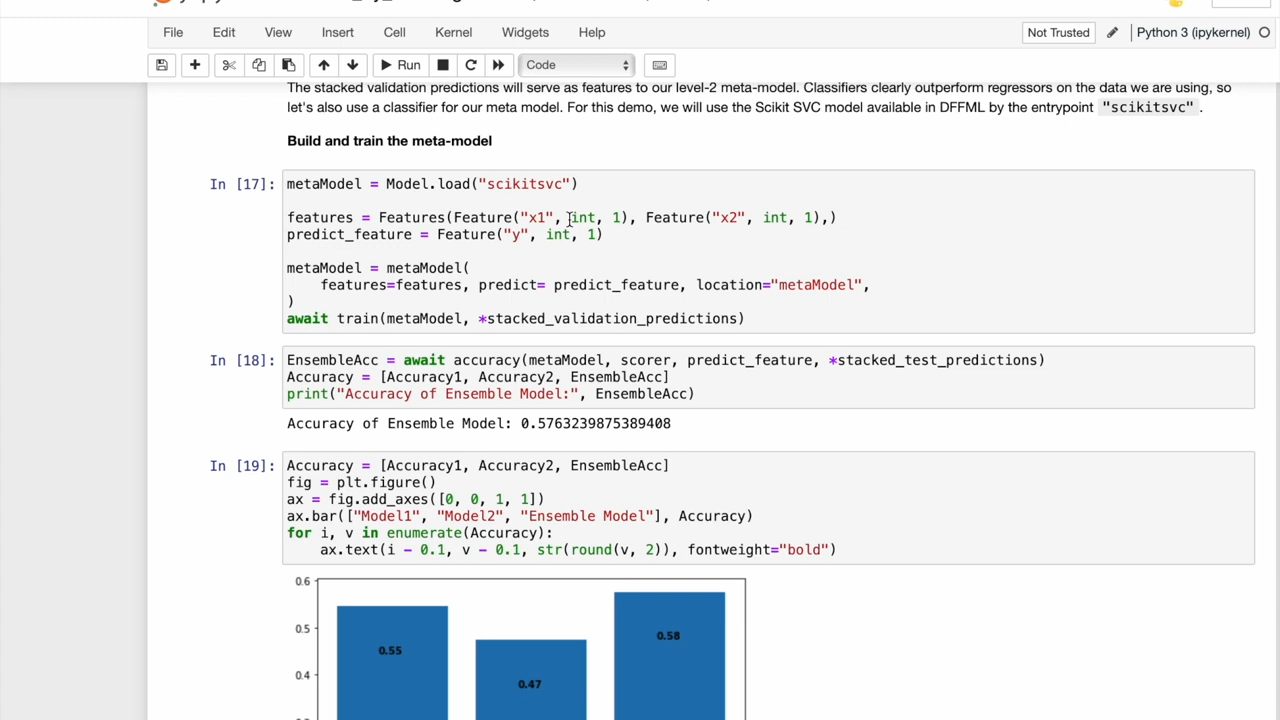 File Edit View Insert Cell Kernel Widgets Help Not Trusted Python 3 (ipykernel)
Run Code
The stacked validation predictions will serve as features to our level-2 meta-model. Classifiers clearly outperform regressors on the data we are using, so
let's also use a classifier for our meta model. For this demo, we will use the Scikit SVC model available in DFFML by the entrypoint "scikitsvc" .
Build and train the meta-model
In [17]: metaModel = Model.load("scikitsvc")
features = Features(Feature("x1", int, 1), Feature("x2", int, 1),)
predict_feature = Feature("y", int, 1)
metaModel = metaModel(
    features=features, predict= predict_feature, location="metaModel",
)
await train(metaModel, *stacked_validation_predictions)
In [18]: EnsembleAcc = await accuracy(metaModel, scorer, predict_feature, *stacked_test_predictions)
Accuracy = [Accuracy1, Accuracy2, EnsembleAcc]
print("Accuracy of Ensemble Model:", EnsembleAcc)
Accuracy of Ensemble Model: 0.5763239875389408
In [19]: Accuracy = [Accuracy1, Accuracy2, EnsembleAcc]
fig = plt.figure()
ax = fig.add_axes([0, 0, 1, 1])
ax.bar(["Model1", "Model2", "Ensemble Model"], Accuracy)
for i, v in enumerate(Accuracy):
    ax.text(i - 0.1, v - 0.1, str(round(v, 2)), fontweight="bold")
0.6
0.5
0.58
0.55
0.4
0.47